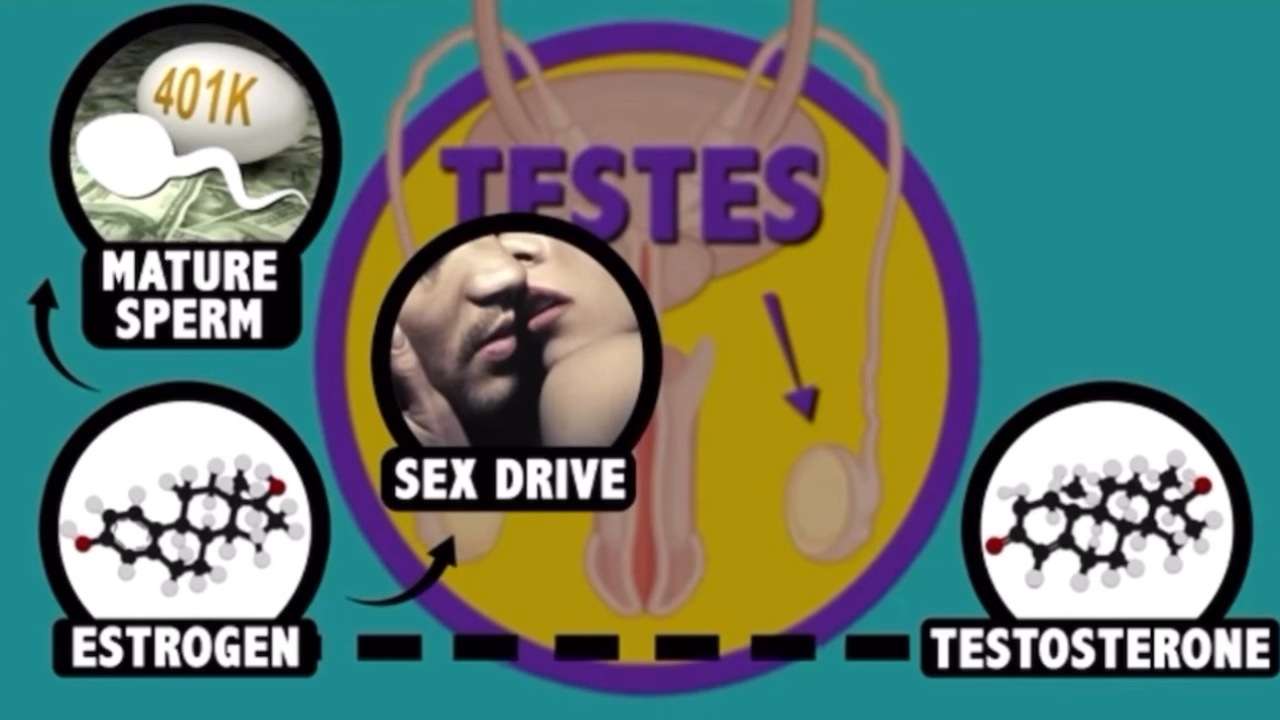 401K
TESTES
MATURE
SPERM
SEX DRIVE
ESTROGEN
TESTOSTERONE